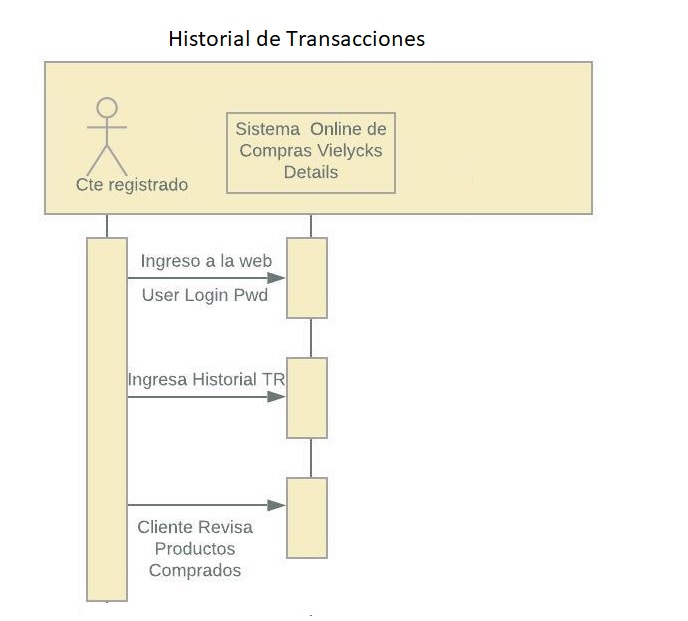 Historial de Transacciones
Cte registrado
Sistema Online de
Compras Vielycks
Details
Ingreso a la web
User Login Pwd
Ingresa Historial TR
Cliente Revisa
Productos
Comprados